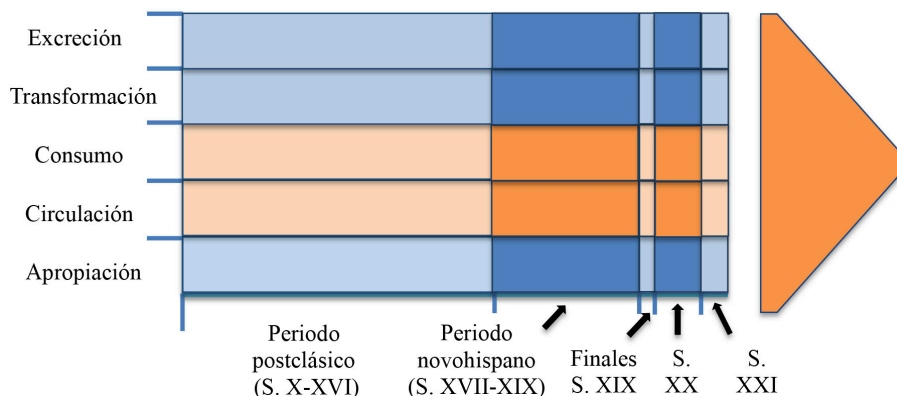 Excreción
Transformación
Consumo
Circulación
Apropiación
Periodo
postclásico
(S. X-XVI)
Periodo
novohispano
(S. XVII-XIX)
Finales
S. XIX
S.
XX
S.
XXI